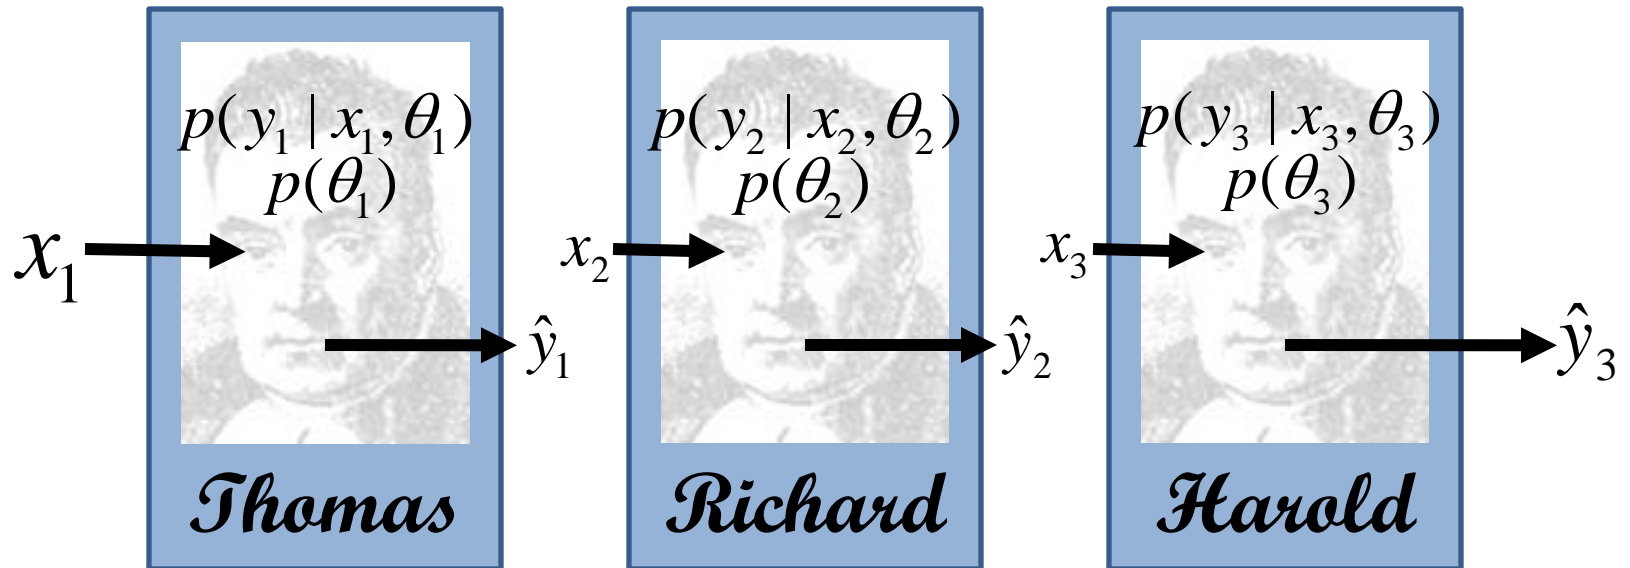 p(y₁ | x₁, θ₁) p(y₂ | x₂, θ₂) p(y₃ | x₃, θ₃)
p(θ₁) p(θ₂) p(θ₃)
x₁ x₂ x₃
ŷ₁ ŷ₂ ŷ₃
Thomas Richard Harold